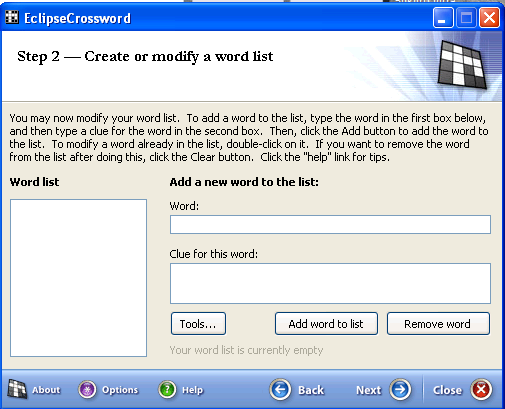 EclipseCrossword
Step 2 — Create or modify a word list
You may now modify your word list. To add a word to the list, type the word in the first box below,
and then type a clue for the word in the second box. Then, click the Add button to add the word to
the list. To modify a word already in the list, double-click on it. If you want to remove the word
from the list after doing this, click the Clear button. Click the "help" link for tips.
Word list
Add a new word to the list:
Word:
Clue for this word:
Tools...
Add word to list
Remove word
Your word list is currently empty
About
Options
Help
Back
Next
Close